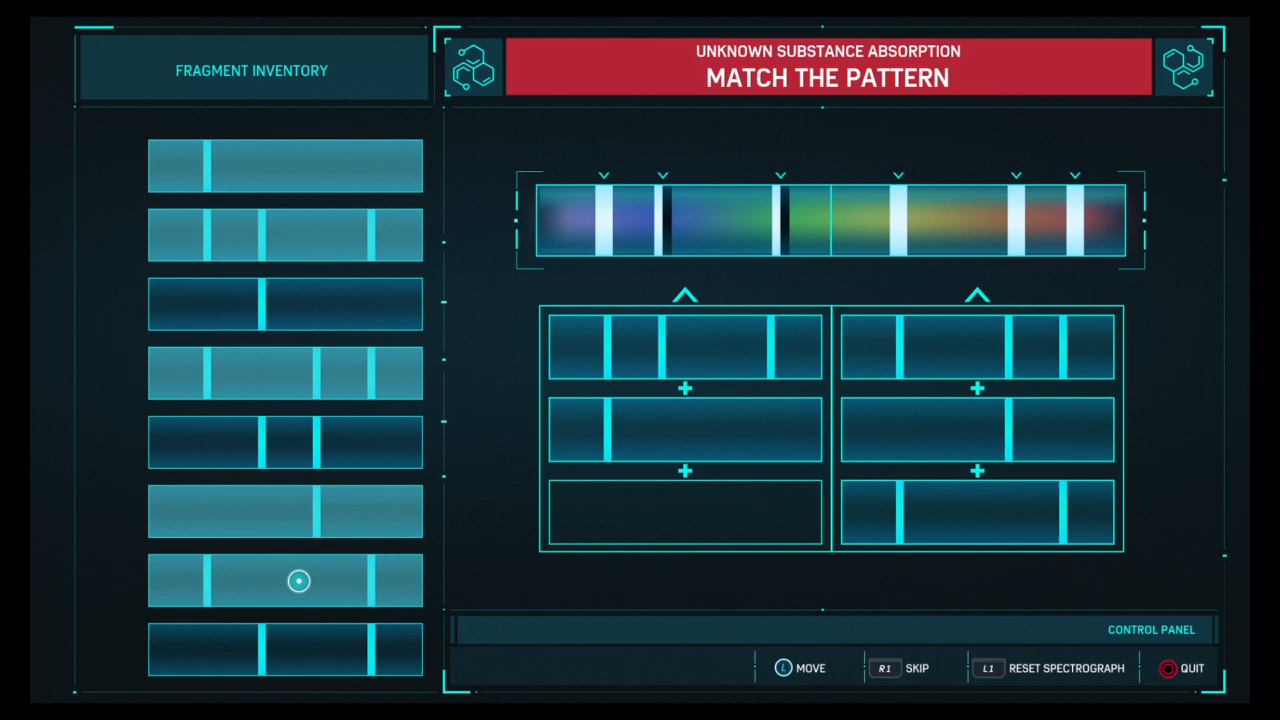 FRAGMENT INVENTORY
UNKNOWN SUBSTANCE ABSORPTION
MATCH THE PATTERN
CONTROL PANEL
L MOVE
R1 SKIP
L1 RESET SPECTROGRAPH
QUIT